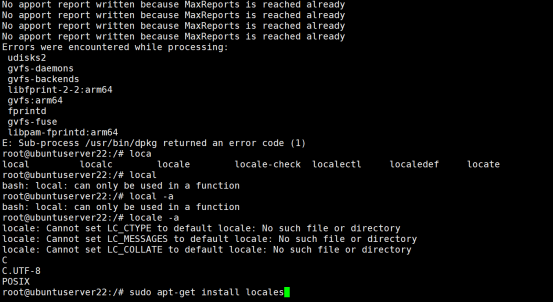 No apport report written because MaxReports is reached already
No apport report written because MaxReports is reached already
No apport report written because MaxReports is reached already
No apport report written because MaxReports is reached already
Errors were encountered while processing:
 udisks2
 gvfs-daemons
 gvfs-backends
 libfprint-2-2:arm64
 gvfs:arm64
 fprintd
 gvfs-fuse
 libpam-fprintd:arm64
E: Sub-process /usr/bin/dpkg returned an error code (1)
root@ubuntuserver22:/# loca
local         localc        locale        locale-check  localectl     localedef     locate
root@ubuntuserver22:/# local
bash: local: can only be used in a function
root@ubuntuserver22:/# local -a
bash: local: can only be used in a function
root@ubuntuserver22:/# locale -a
locale: Cannot set LC_CTYPE to default locale: No such file or directory
locale: Cannot set LC_MESSAGES to default locale: No such file or directory
locale: Cannot set LC_COLLATE to default locale: No such file or directory
C
C.UTF-8
POSIX
root@ubuntuserver22:/# sudo apt-get install locales